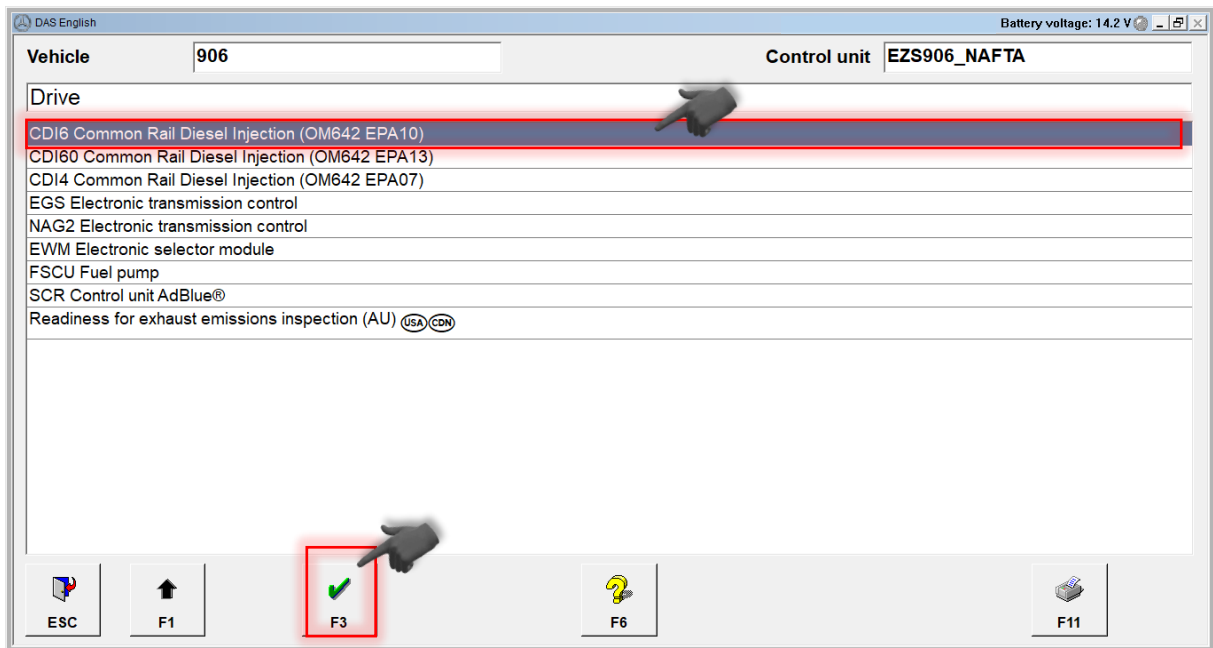 DAS English Battery voltage: 14.2 V
Vehicle 906 Control unit EZS906_NAFTA
Drive
CDI6 Common Rail Diesel Injection (OM642 EPA10)
CDI60 Common Rail Diesel Injection (OM642 EPA13)
CDI4 Common Rail Diesel Injection (OM642 EPA07)
EGS Electronic transmission control
NAG2 Electronic transmission control
EWM Electronic selector module
FSCU Fuel pump
SCR Control unit AdBlue®
Readiness for exhaust emissions inspection (AU) USA CDN
ESC F1 F3 F6 F11